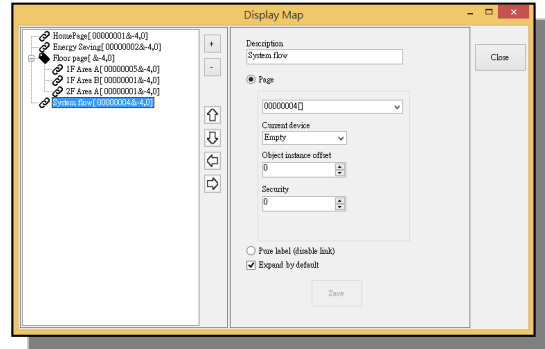 Display Map
HomePage[ 00000001&-4,0]
Energy Saving[ 00000002&-4,0]
Floor page[ &-4,0]
1F Area A[ 00000005&-4,0]
1F Area B[ 00000001&-4,0]
2F Area A[ 00000001&-4,0]
System flow[ 00000004&-4,0]
+
-
Description
System flow
Page
00000004[]
Current device
Empty
Object instance offset
0
Security
0
Pure label (disable link)
Expand by default
Save
Close